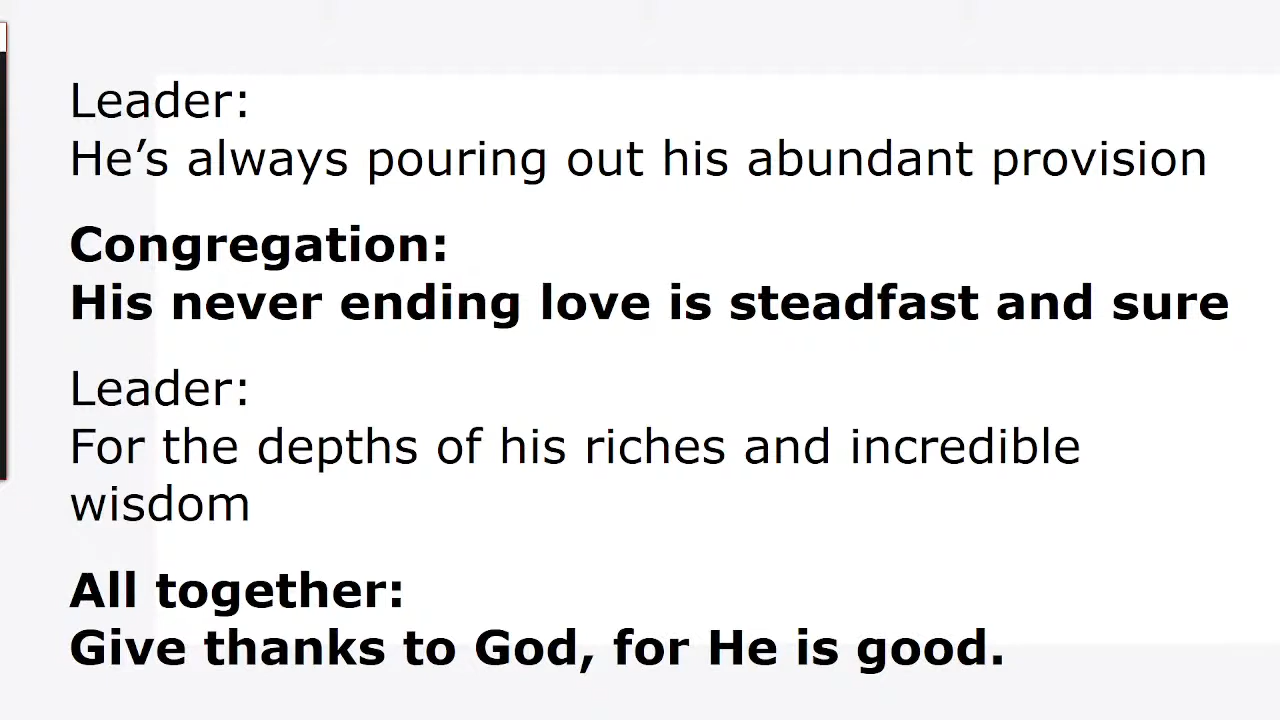 Leader:
He’s always pouring out his abundant provision
Congregation:
His never ending love is steadfast and sure
Leader:
For the depths of his riches and incredible
wisdom
All together:
Give thanks to God, for He is good.